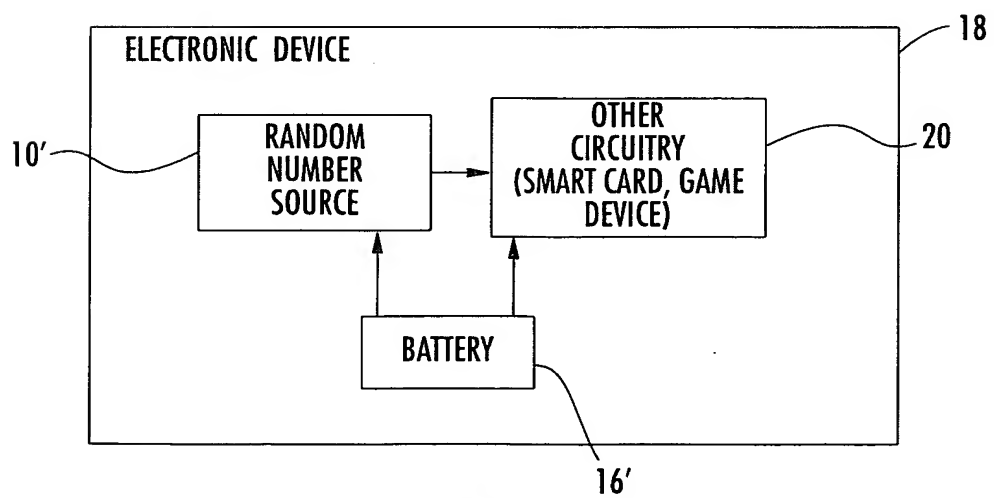 ELECTRONIC DEVICE
18
10′
RANDOM
NUMBER
SOURCE
OTHER
CIRCUITRY
(SMART CARD, GAME
DEVICE)
20
BATTERY
16′